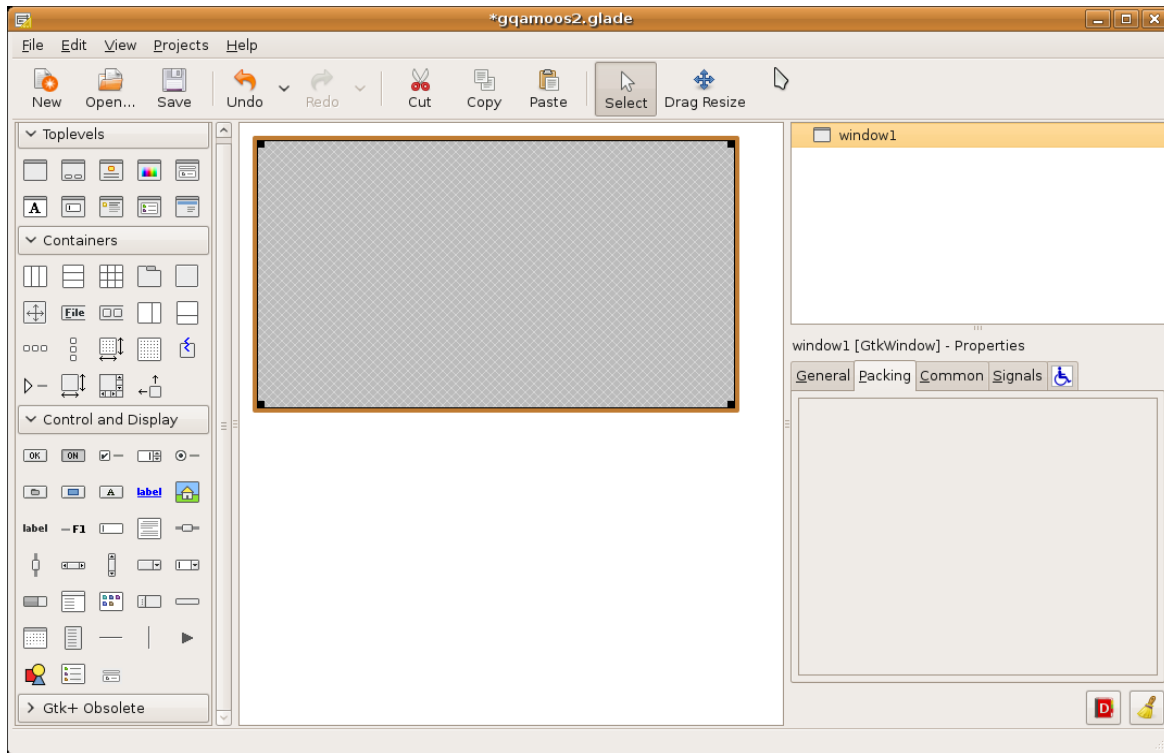 *gqamoos2.glade
File Edit View Projects Help
New Open... Save Undo Redo Cut Copy Paste Select Drag Resize
Toplevels
window1
A
Containers
File
window1 [GtkWindow] - Properties
General Packing Common Signals
Control and Display
OK ON
A label
label F1
Gtk+ Obsolete
D